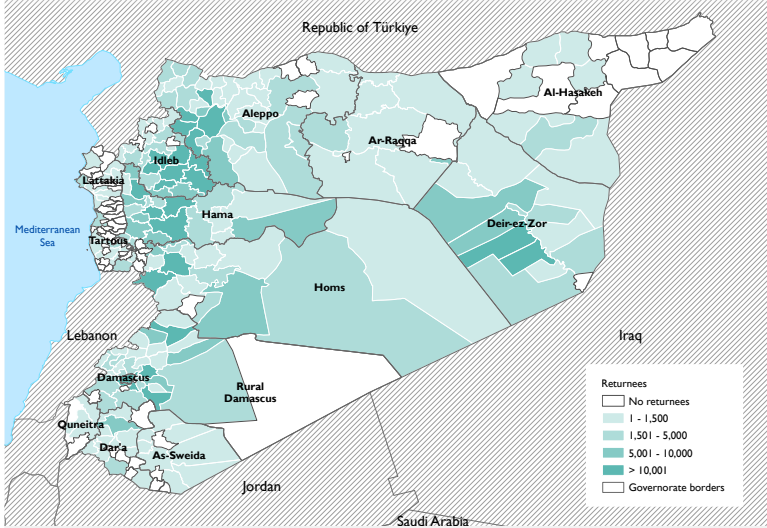 Republic of Türkiye
Al-Hasakeh
Aleppo
Ar-Raqqa
Idleb
Lattakia
Hama
Deir-ez-Zor
Mediterranean
Sea
Tartous
Homs
Lebanon
Iraq
Damascus
Rural
Damascus
Quneitra
Dar'a
As-Sweida
Jordan
Saudi Arabia
Returnees
No returnees
1 - 1,500
1,501 - 5,000
5,001 - 10,000
> 10,001
Governorate borders